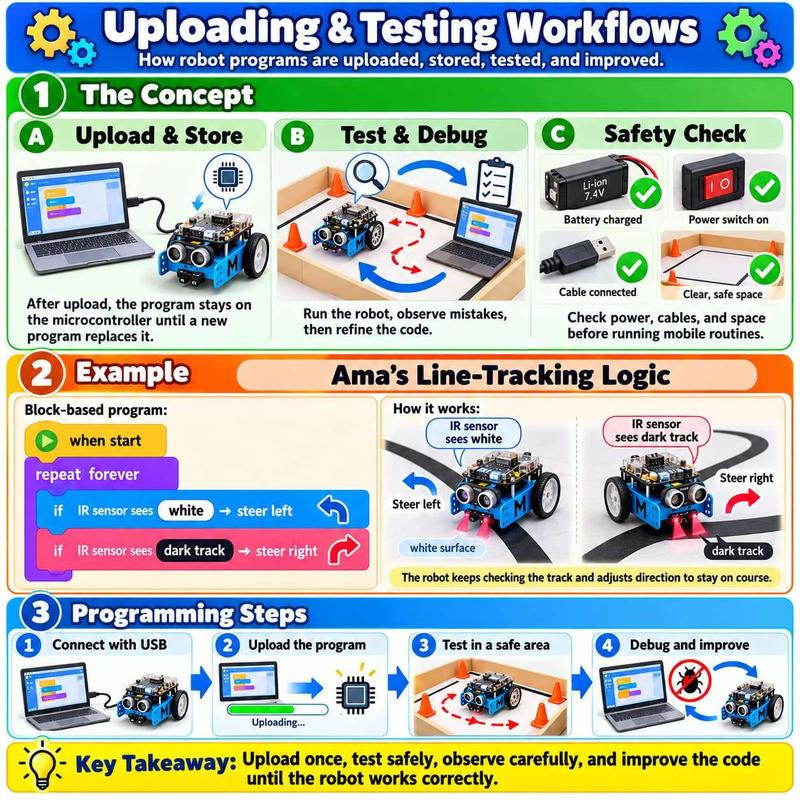 Uploading & Testing Workflows
How robot programs are uploaded, stored, tested, and improved.
1 The Concept
A Upload & Store
After upload, the program stays on
the microcontroller until a new
program replaces it.
B Test & Debug
Run the robot, observe mistakes,
then refine the code.
C Safety Check
Li-ion
7.4V
Battery charged
Power switch on
Cable connected
Clear, safe space
Check power, cables, and space
before running mobile routines.
2 Example
Ama's Line-Tracking Logic
Block-based program:
when start
repeat forever
if IR sensor sees white → steer left
if IR sensor sees dark track → steer right
How it works:
IR sensor
sees white
Steer left
white surface
IR sensor
sees dark track
Steer right
dark track
The robot keeps checking the track and adjusts direction to stay on course.
3 Programming Steps
1 Connect with USB
2 Upload the program
Uploading...
3 Test in a safe area
4 Debug and improve
Key Takeaway: Upload once, test safely, observe carefully, and improve the code
until the robot works correctly.